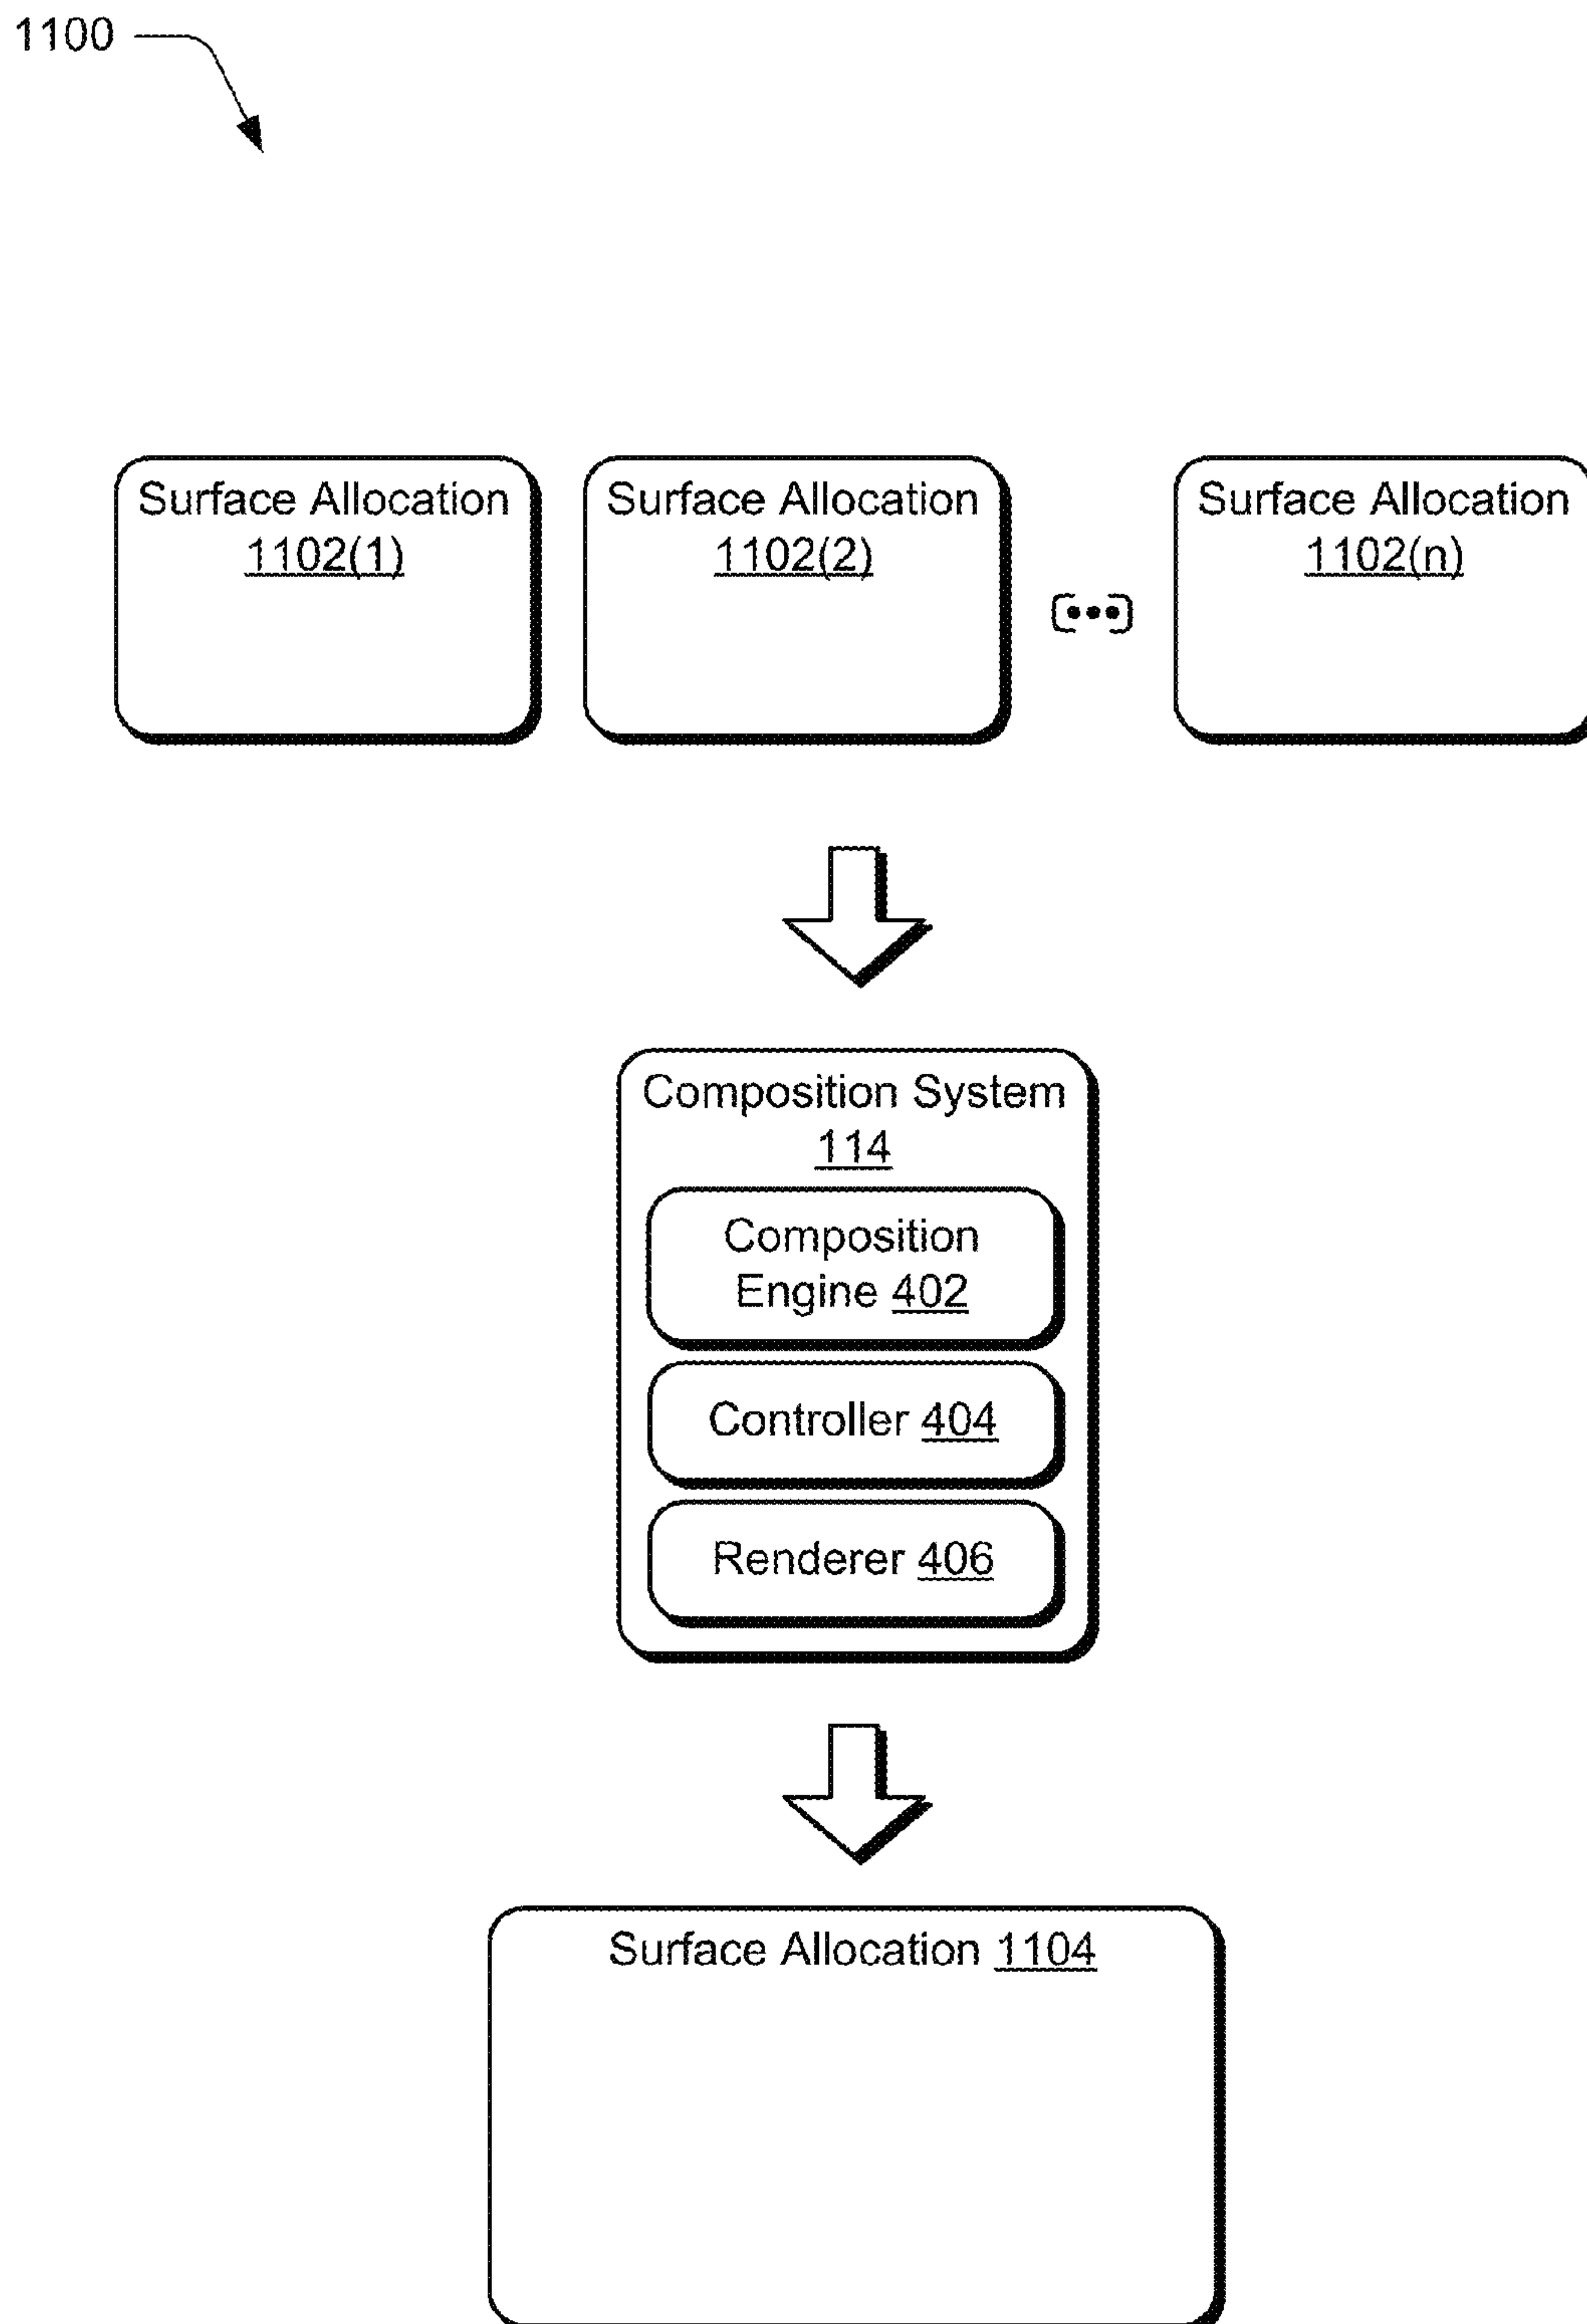 1100
Surface Allocation
1102(1)
Surface Allocation
1102(2)
[•••]
Surface Allocation
1102(n)
Composition System
114
Composition
Engine 402
Controller 404
Renderer 406
Surface Allocation 1104